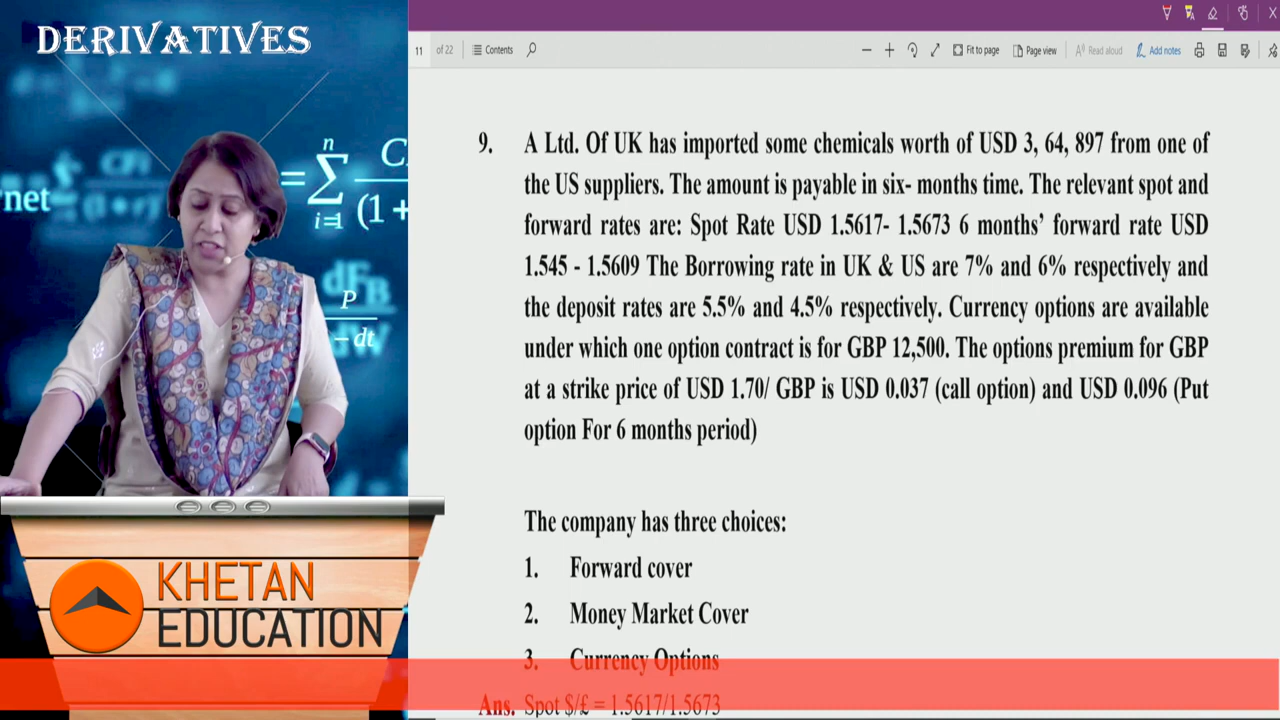 DERIVATIVES
11 of 22 Contents Fit to page Page view Read aloud Add notes
9. A Ltd. Of UK has imported some chemicals worth of USD 3, 64, 897 from one of
the US suppliers. The amount is payable in six- months time. The relevant spot and
forward rates are: Spot Rate USD 1.5617- 1.5673 6 months’ forward rate USD
1.545 - 1.5609 The Borrowing rate in UK & US are 7% and 6% respectively and
the deposit rates are 5.5% and 4.5% respectively. Currency options are available
under which one option contract is for GBP 12,500. The options premium for GBP
at a strike price of USD 1.70/ GBP is USD 0.037 (call option) and USD 0.096 (Put
option For 6 months period)
The company has three choices:
1. Forward cover
2. Money Market Cover
3. Currency Options
Ans. Spot $/£ = 1.5617/1.5673
net
= n Σ i=1
(1+
dF B
P
-dt
KHETAN
EDUCATION